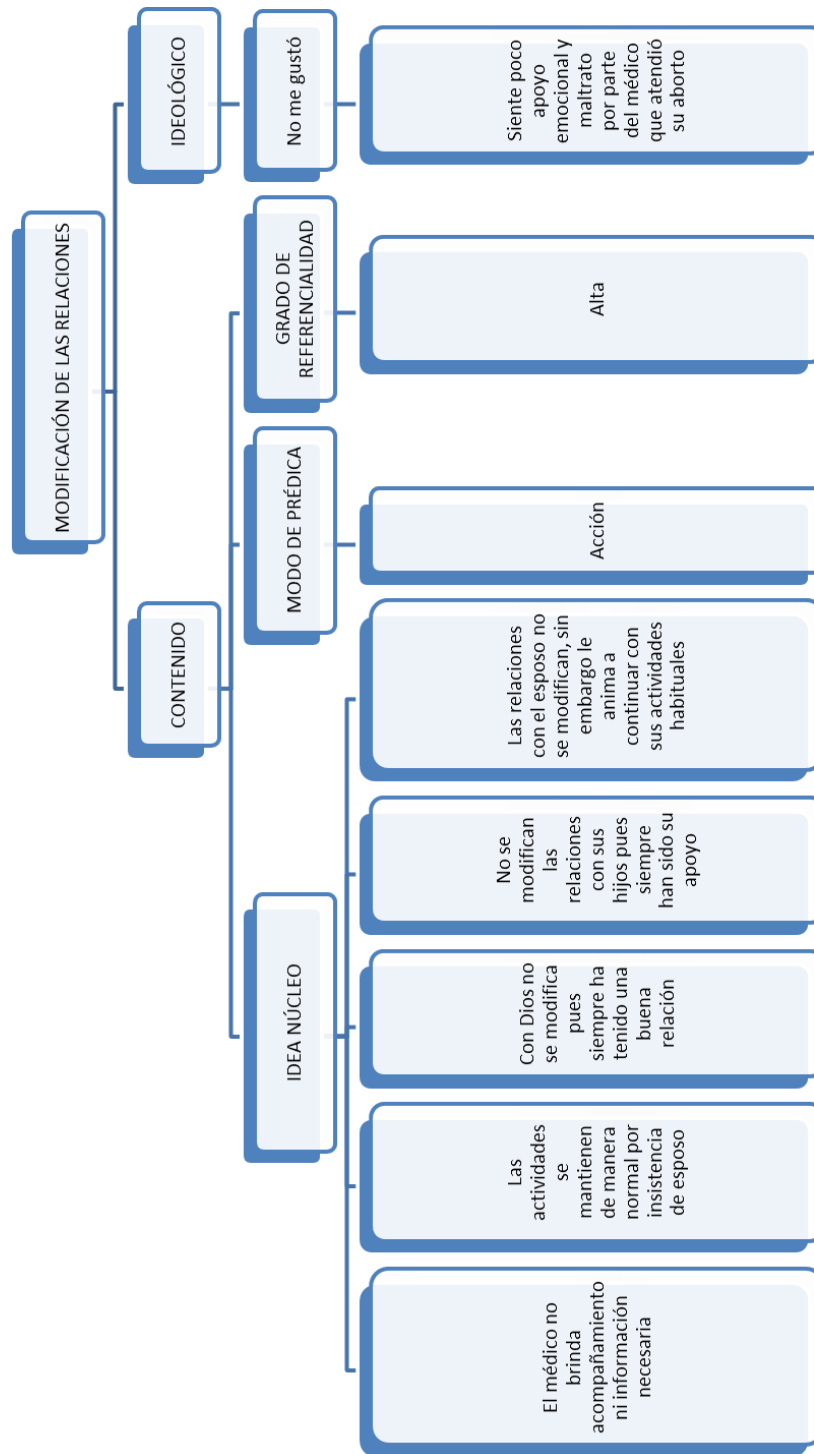 MODIFICACIÓN DE LAS RELACIONES
CONTENIDO
IDEOLÓGICO
IDEA NÚCLEO
MODO DE PRÉDICA
GRADO DE
REFERENCIALIDAD
No me gustó
El médico no
brinda
acompañamiento
ni información
necesaria
Las
actividades
se
mantienen
de manera
normal por
insistencia
de esposo
Con Dios no
se modifica
pues
siempre ha
tenido una
buena
relación
No se
modifican
las
relaciones
con sus
hijos pues
siempre
han sido su
apoyo
Las relaciones
con el esposo no
se modifican, sin
embargo le
anima a
continuar con
sus actividades
habituales
Acción
Alta
Siente poco
apoyo
emocional y
maltrato
por parte
del médico
que atendió
su aborto